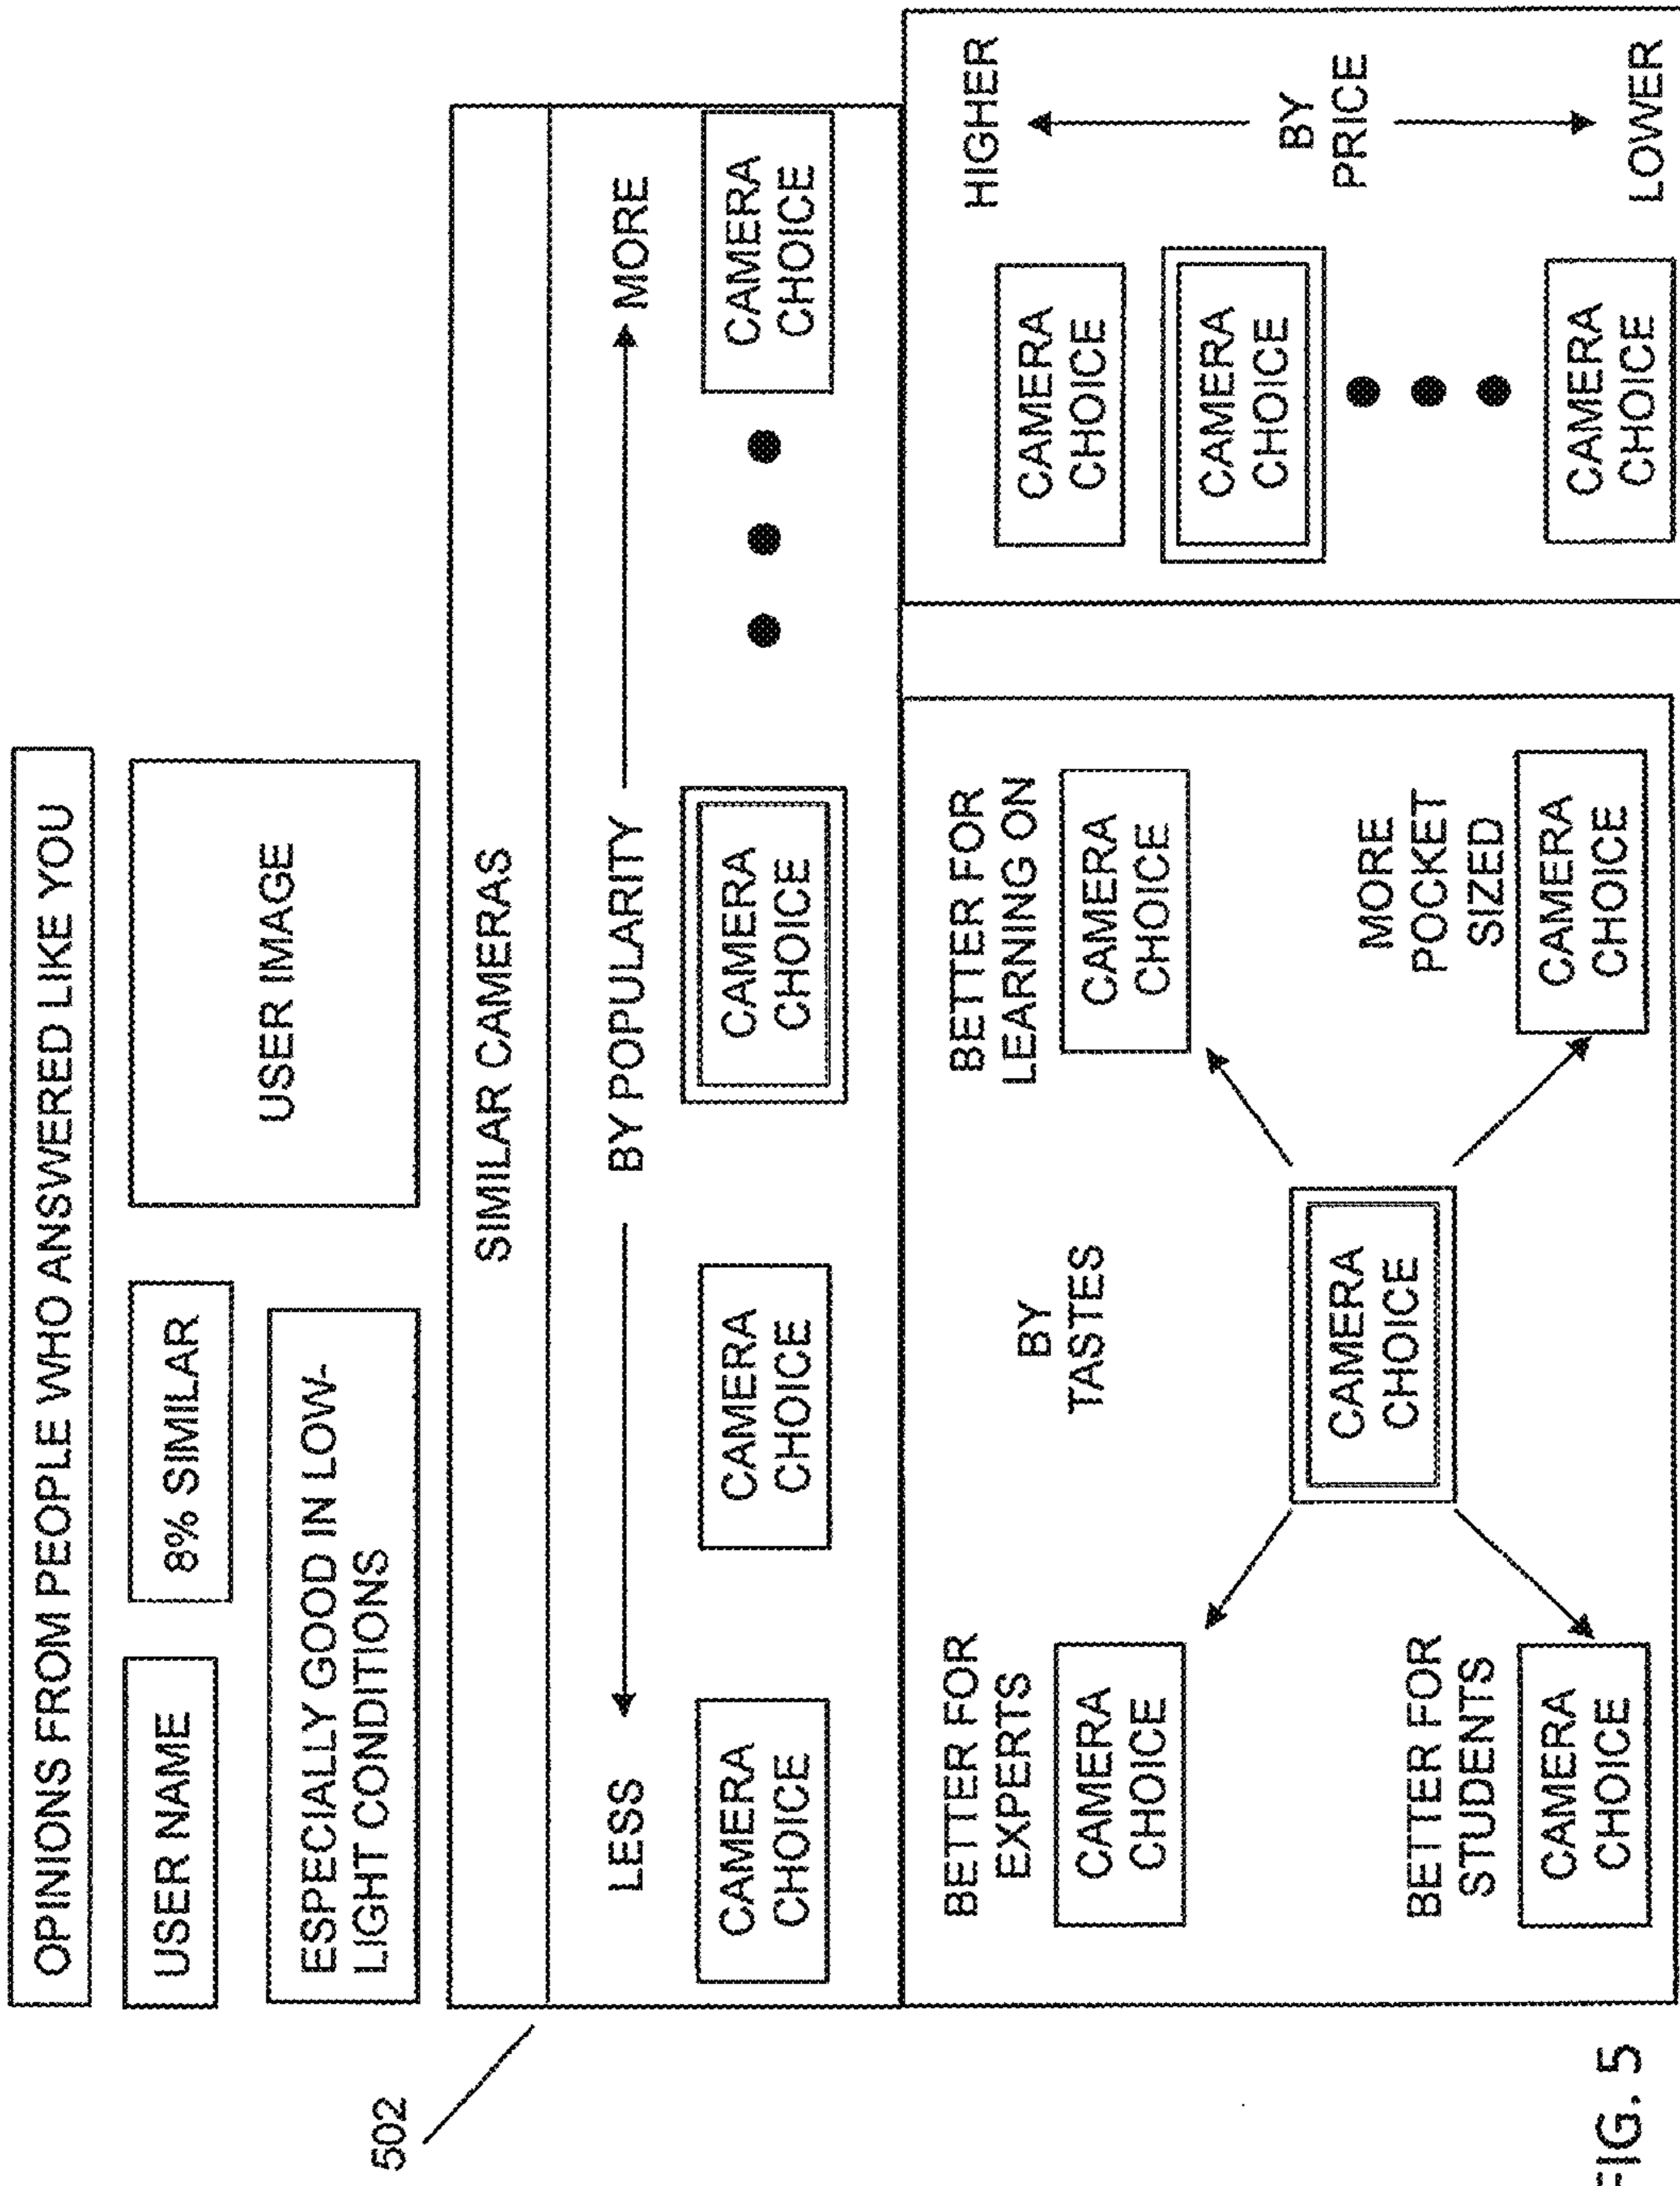 OPINIONS FROM PEOPLE WHO ANSWERED LIKE YOU
USER NAME
8% SIMILAR
USER IMAGE
ESPECIALLY GOOD IN LOW-
LIGHT CONDITIONS
502
SIMILAR CAMERAS
LESS
BY POPULARITY
MORE
CAMERA
CHOICE
CAMERA
CHOICE
CAMERA
CHOICE
CAMERA
CHOICE
BETTER FOR
EXPERTS
CAMERA
CHOICE
BY
TASTES
BETTER FOR
LEARNING ON
CAMERA
CHOICE
CAMERA
CHOICE
BETTER FOR
STUDENTS
CAMERA
CHOICE
MORE
POCKET
SIZED
CAMERA
CHOICE
CAMERA
CHOICE
CAMERA
CHOICE
CAMERA
CHOICE
HIGHER
BY
PRICE
LOWER
FIG. 5